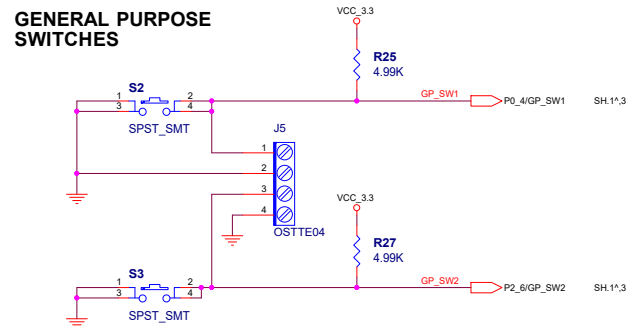 GENERAL PURPOSE
SWITCHES
VCC_3.3
R25
4.99K
S2
1
2
3
4
SPST_SMT
GP_SW1
P0_4/GP_SW1
SH.1^,3
J5
1
2
3
4
OSTTE04
VCC_3.3
R27
4.99K
S3
1
2
3
4
SPST_SMT
GP_SW2
P2_6/GP_SW2
SH.1^,3